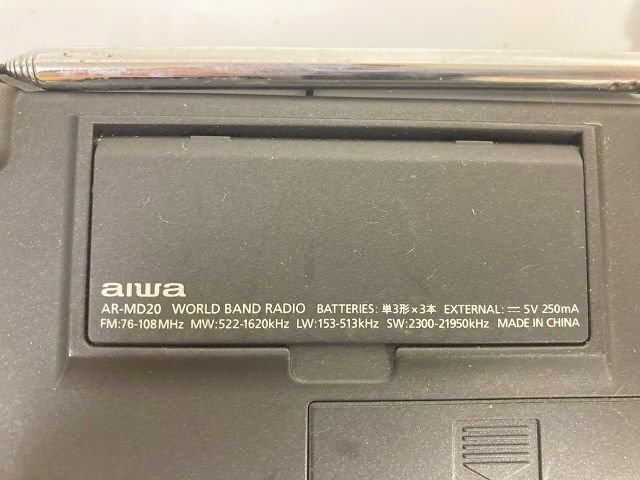 aiwa
AR-MD20 WORLD BAND RADIO BATTERIES: 単3形×3本 EXTERNAL: ⎓ 5V 250mA
FM:76-108MHz MW:522-1620kHz LW:153-513kHz SW:2300-21950kHz MADE IN CHINA